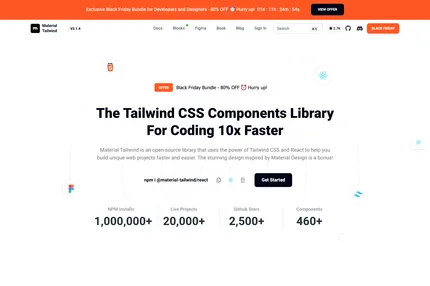 Exclusive Black Friday Bundle for Developers and Designers - 80% OFF 🔥 Hurry up! 01d : 11h : 24m : 54s
VIEW OFFER
Material Tailwind
v2.1.4
Docs
Blocks
Figma
Book
Blog
Sign In
Search
⌘K
2.7K
BLACK FRIDAY
OFFER
Black Friday Bundle - 80% OFF ⏰ Hurry up!
The Tailwind CSS Components Library
For Coding 10x Faster
Material Tailwind is an open-source library that uses the power of Tailwind CSS and React to help you
build unique web projects faster and easier. The stunning design inspired by Material Design is a bonus!
npm i @material-tailwind/react
Get Started
NPM Installs
1,000,000+
Live Projects
20,000+
Github Stars
2,500+
Components
460+